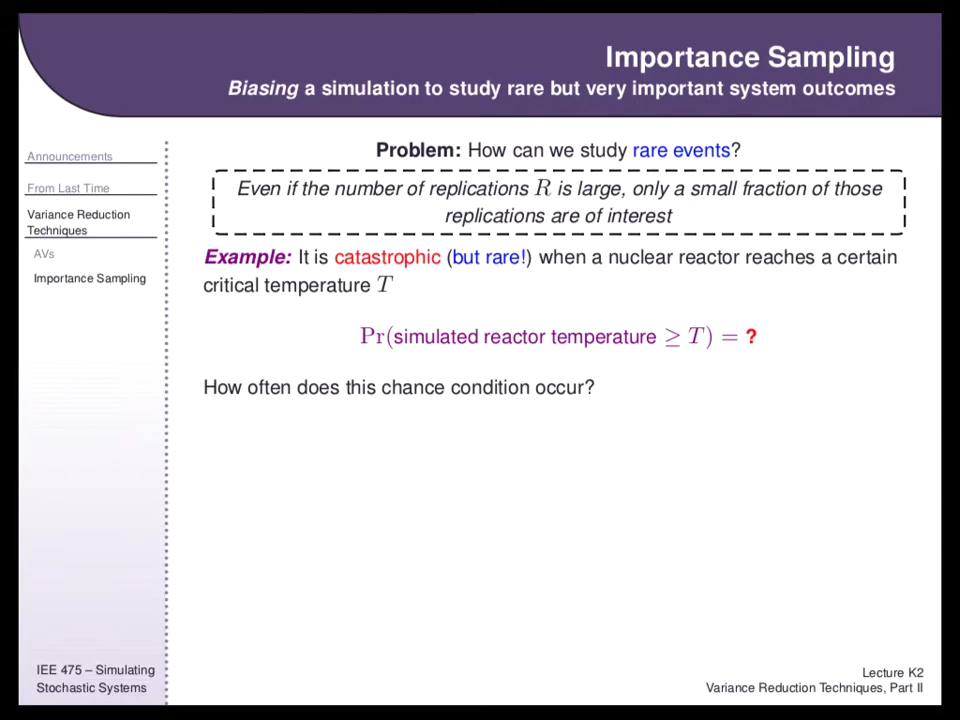 Importance Sampling
Biasing a simulation to study rare but very important system outcomes
Announcements
From Last Time
Variance Reduction
Techniques
AVs
Importance Sampling
Problem: How can we study rare events?
Even if the number of replications R is large, only a small fraction of those
replications are of interest
Example: It is catastrophic (but rare!) when a nuclear reactor reaches a certain
critical temperature T
Pr(simulated reactor temperature ≥ T) = ?
How often does this chance condition occur?
IEE 475 – Simulating
Stochastic Systems
Lecture K2
Variance Reduction Techniques, Part II